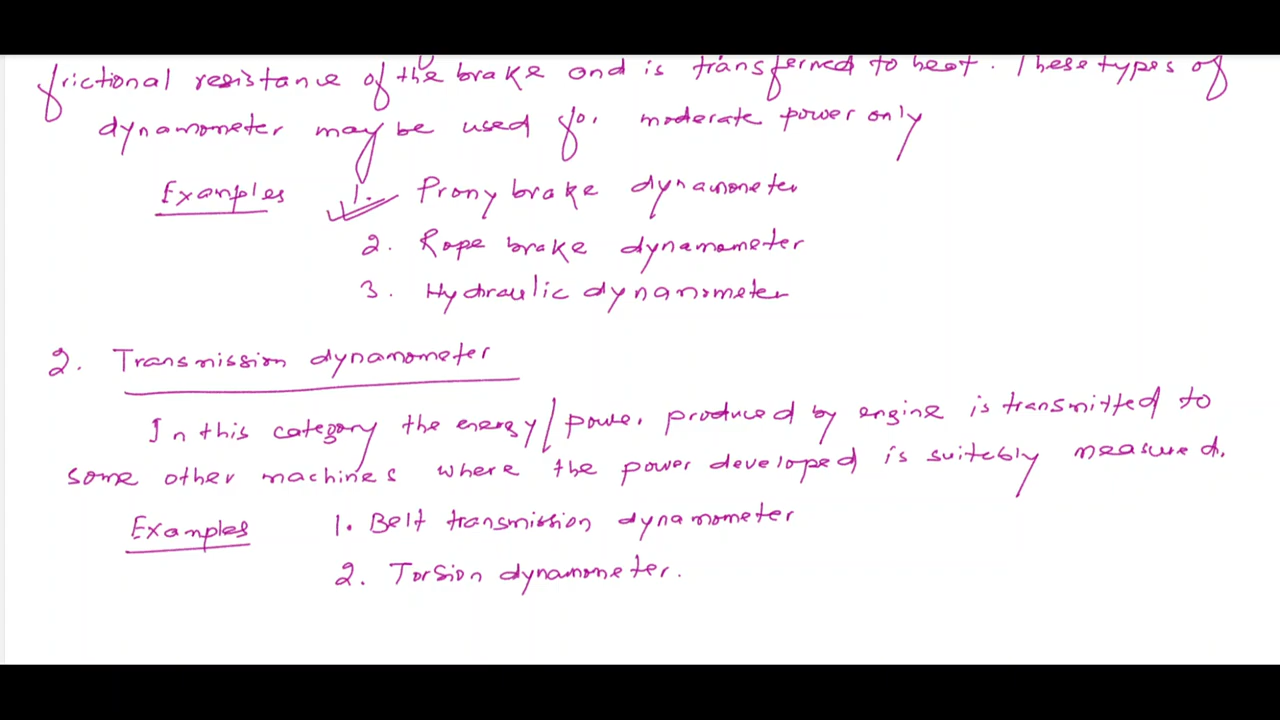 frictional resistance of the brake and is transferred to heat. These types of
dynamometer may be used for moderate power only
Examples 1. Prony brake dynamometer
2. Rope brake dynamometer
3. Hydraulic dynamometer
2. Transmission dynamometer
In this category the energy/power produced by engine is transmitted to
some other machines where the power developed is suitebly measured.
Examples 1. Belt transmission dynamometer
2. Torsion dynamometer.